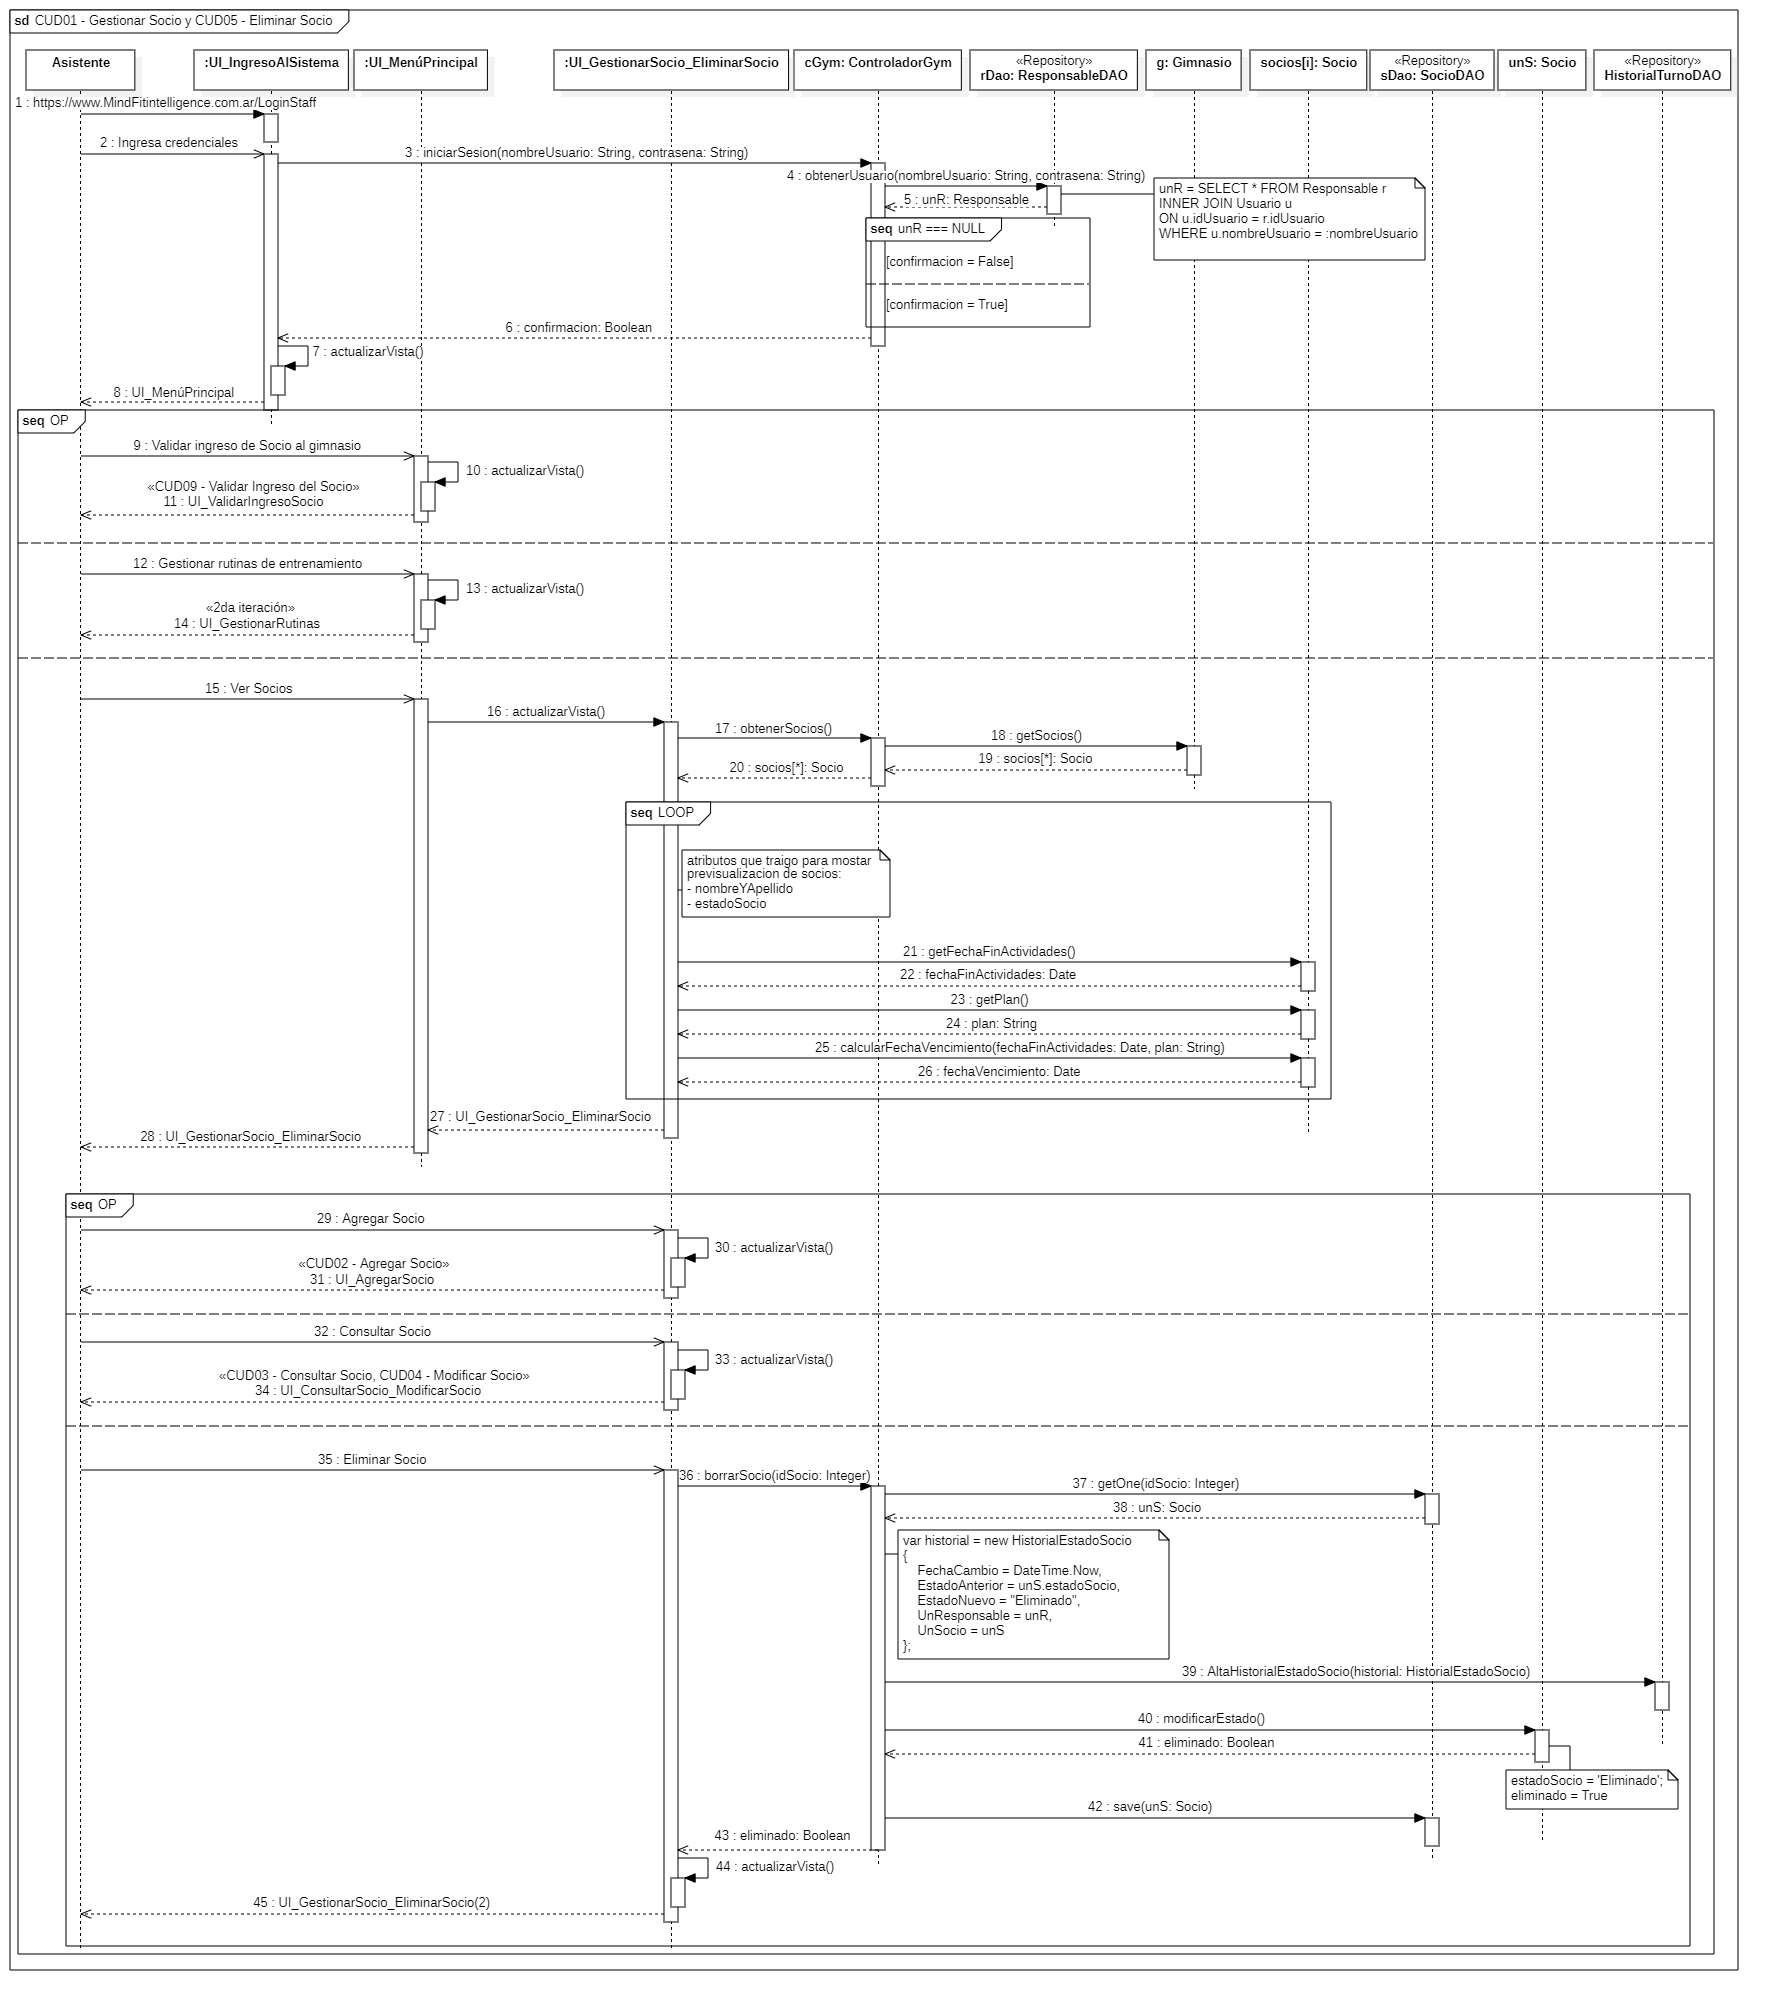 sd CUD01 - Gestionar Socio y CUD05 - Eliminar Socio
Asistente
:UI_IngresoAlSistema
:UI_MenúPrincipal
:UI_GestionarSocio_EliminarSocio
cGym: ControladorGym
«Repository»
rDao: ResponsableDAO
g: Gimnasio
socios[i]: Socio
«Repository»
sDao: SocioDAO
unS: Socio
«Repository»
HistorialTurnoDAO
1 : https://www.MindFitintelligence.com.ar/LoginStaff
2 : Ingresa credenciales
3 : iniciarSesion(nombreUsuario: String, contrasena: String)
4 : obtenerUsuario(nombreUsuario: String, contrasena: String)
5 : unR: Responsable
unR = SELECT * FROM Responsable r
INNER JOIN Usuario u
ON u.idUsuario = r.idUsuario
WHERE u.nombreUsuario = :nombreUsuario
seq unR === NULL
[confirmacion = False]
[confirmacion = True]
6 : confirmacion: Boolean
7 : actualizarVista()
8 : UI_MenúPrincipal
seq OP
9 : Validar ingreso de Socio al gimnasio
10 : actualizarVista()
«CUD09 - Validar Ingreso del Socio»
11 : UI_ValidarIngresoSocio
12 : Gestionar rutinas de entrenamiento
13 : actualizarVista()
«2da iteración»
14 : UI_GestionarRutinas
15 : Ver Socios
16 : actualizarVista()
17 : obtenerSocios()
18 : getSocios()
19 : socios[*]: Socio
20 : socios[*]: Socio
seq LOOP
atributos que traigo para mostar
previsualizacion de socios:
- nombreYApellido
- estadoSocio
21 : getFechaFinActividades()
22 : fechaFinActividades: Date
23 : getPlan()
24 : plan: String
25 : calcularFechaVencimiento(fechaFinActividades: Date, plan: String)
26 : fechaVencimiento: Date
27 : UI_GestionarSocio_EliminarSocio
28 : UI_GestionarSocio_EliminarSocio
seq OP
29 : Agregar Socio
30 : actualizarVista()
«CUD02 - Agregar Socio»
31 : UI_AgregarSocio
32 : Consultar Socio
33 : actualizarVista()
«CUD03 - Consultar Socio, CUD04 - Modificar Socio»
34 : UI_ConsultarSocio_ModificarSocio
35 : Eliminar Socio
36 : borrarSocio(idSocio: Integer)
37 : getOne(idSocio: Integer)
38 : unS: Socio
var historial = new HistorialEstadoSocio
{
FechaCambio = DateTime.Now,
EstadoAnterior = unS.estadoSocio,
EstadoNuevo = "Eliminado",
UnResponsable = unR,
UnSocio = unS
};
39 : AltaHistorialEstadoSocio(historial: HistorialEstadoSocio)
40 : modificarEstado()
41 : eliminado: Boolean
estadoSocio = 'Eliminado';
eliminado = True
42 : save(unS: Socio)
43 : eliminado: Boolean
44 : actualizarVista()
45 : UI_GestionarSocio_EliminarSocio(2)